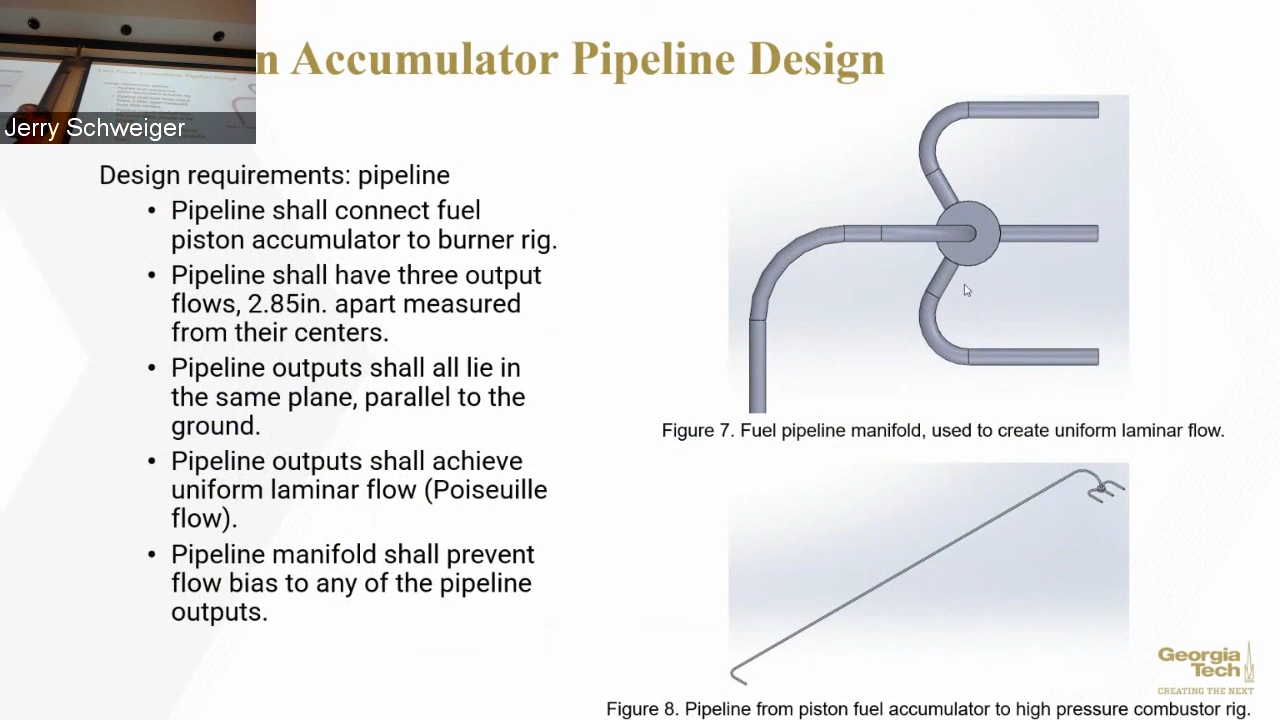 n Accumulator Pipeline Design
Jerry Schweiger
Design requirements: pipeline
• Pipeline shall connect fuel
piston accumulator to burner rig.
• Pipeline shall have three output
flows, 2.85in. apart measured
from their centers.
• Pipeline outputs shall all lie in
the same plane, parallel to the
ground.
• Pipeline outputs shall achieve
uniform laminar flow (Poiseuille
flow).
• Pipeline manifold shall prevent
flow bias to any of the pipeline
outputs.
Figure 7. Fuel pipeline manifold, used to create uniform laminar flow.
Figure 8. Pipeline from piston fuel accumulator to high pressure combustor rig.
Georgia
Tech
CREATING THE NEXT